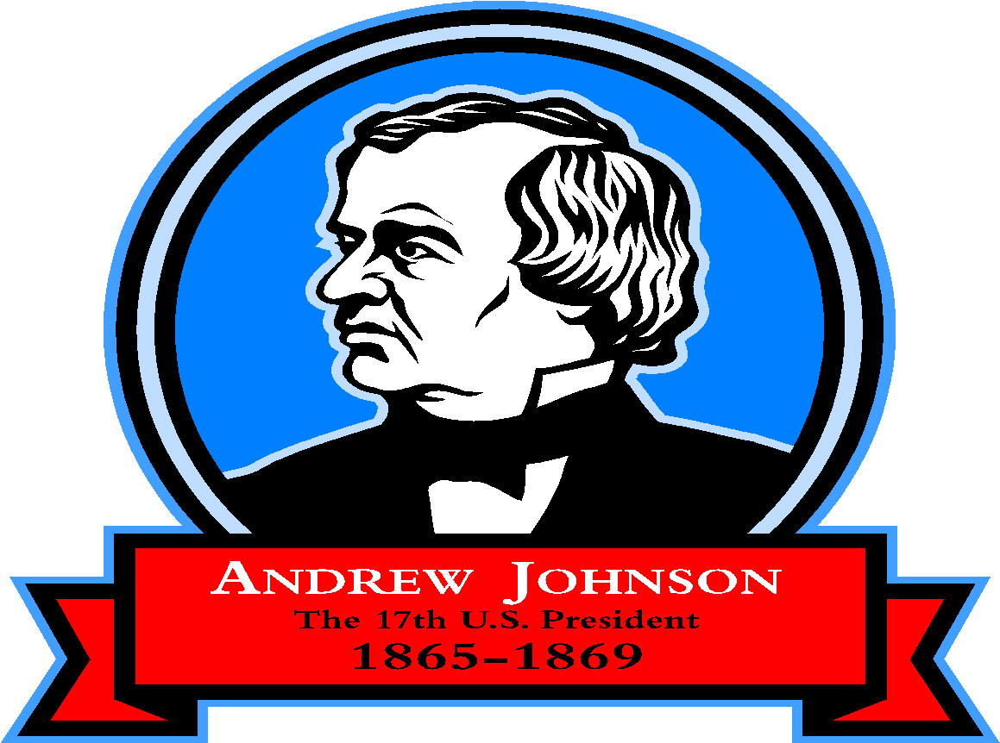 ANDREW JOHNSON
The 17th U.S. President
1865–1869